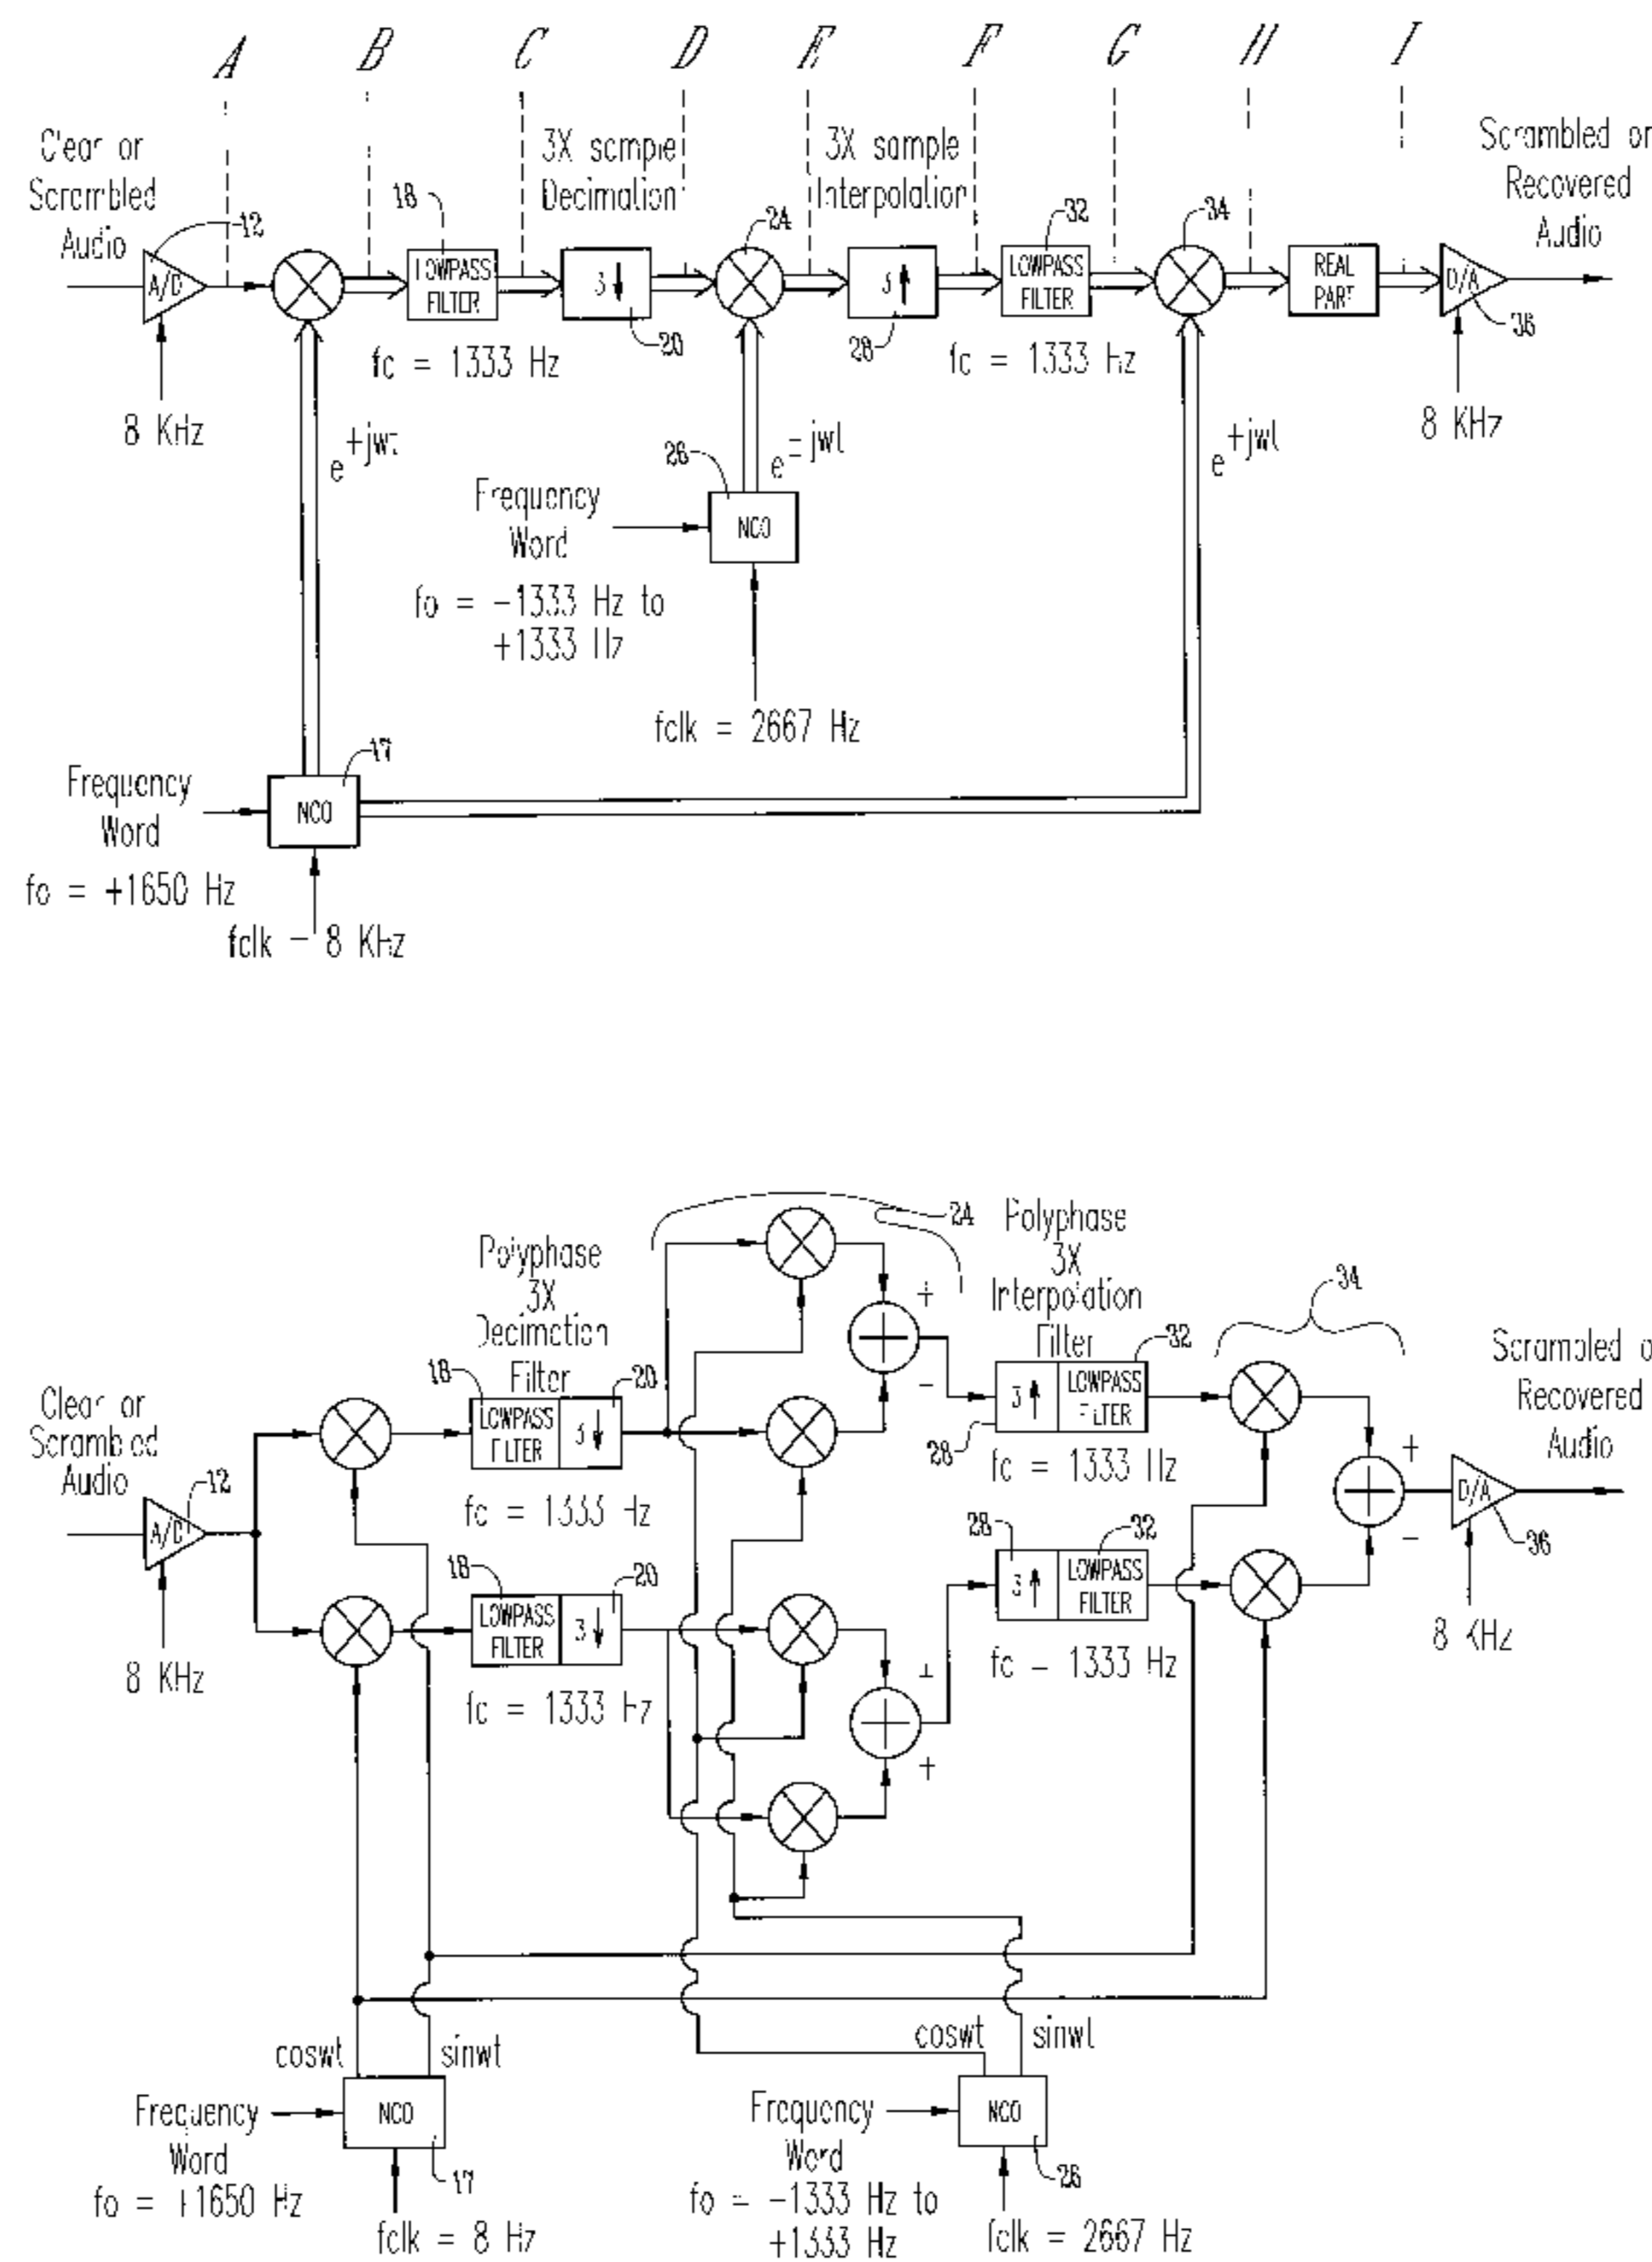 A B C D E F G H I
Clear or
Scrambled
Audio
12
A/D
8 KHz
18
LOWPASS
FILTER
fc = 1333 Hz
3X sample
Decimation
3
20
24
3X sample
Interpolation
3
28
32
LOWPASS
FILTER
fc = 1333 hz
34
REAL
PART
D/A
36
8 KHz
Scrambled or
Recovered
Audio
e+jwt
26
e-jwt
e+jwt
Frequency
Word
NCO
fo = -1333 Hz to
+1333 Hz
fclk = 2667 Hz
17
Frequency
Word
NCO
fo = +1650 Hz
fclk - 8 KHz
Polyphase
3X
Decimation
Filter
24
Polyphase
3X
Interpolation
Filter
34
Scrambled o
Recovered
Audio
Clear or
Scrambled
Audio
12
A/D
8 KHz
18
LOWPASS
FILTER
3
20
fc = 1333 Hz
18
LOWPASS
FILTER
3
20
fc = 1333 Hz
+
-
+
+
28
3
LOWPASS
FILTER
32
fc = 1333 Hz
28
3
LOWPASS
FILTER
32
fc - 1333 Hz
+
-
D/A
36
8 KHz
coswt
sinwt
Frequency
Word
NCO
17
fo = +1650 Hz
fclk = 8 Hz
coswt
sinwt
Frequency
Word
NCO
26
fo = -1333 Hz to
+1333 Hz
fclk = 2667 Hz